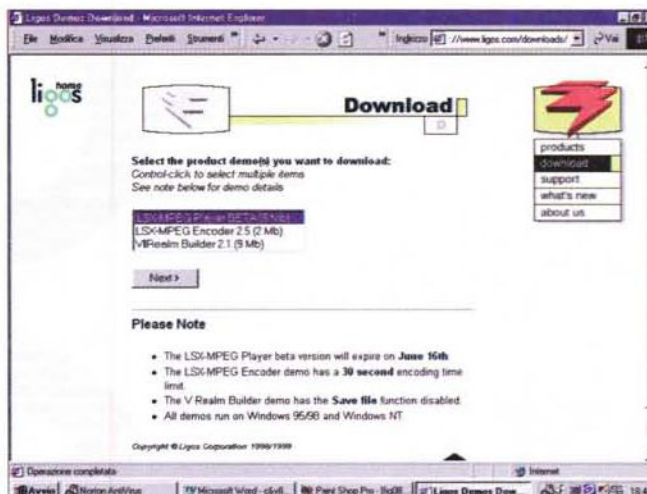 Ligos Demos Download - Microsoft Internet Explorer
File Modifica Visualizza Preferiti Strumenti
Indirizzo ://www.ligos.com/downloads/ Vai
home
ligos
Download
products
download
support
what's new
about us
Select the product demo(s) you want to download:
Control-click to select multiple items
See note below for demo details
LSX-MPEG Player BETA
LSX-MPEG Encoder 2.5 (2 Mb)
V Realm Builder 2.1 (9 Mb)
Next >
Please Note
• The LSX-MPEG Player beta version will expire on June 16th
• The LSX-MPEG Encoder demo has a 30 second encoding time
limit.
• The V Realm Builder demo has the Save file function disabled.
• All demos run on Windows 95/98 and Windows NT.
Copyright © Ligos Corporation 1998/1999
Operazione completata
Internet
Avvio Norton AntiVirus Microsoft Word Paint Shop Pro Ligos Demos Dow...